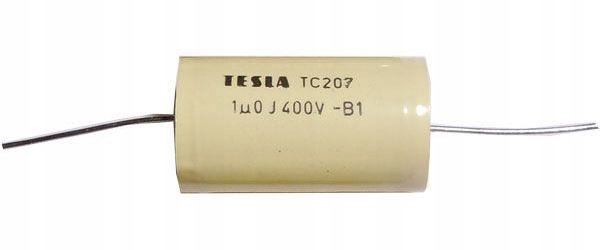 TESLA TC207
1µ0 J 400V -B1